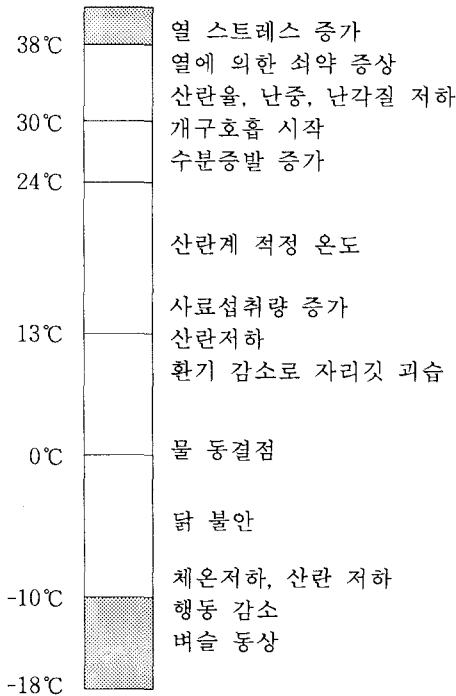 열 스트레스 증가
38℃
열에 의한 쇠약 증상
산란율, 난중, 난각질 저하
30℃
개구호흡 시작
수분증발 증가
24℃
산란계 적정 온도
사료섭취량 증가
13℃
산란저하
환기 감소로 자리깃 과습
0℃
물 동결점
닭 불안
체온저하, 산란 저하
-10℃
행동 감소
벼슬 동상
-18℃